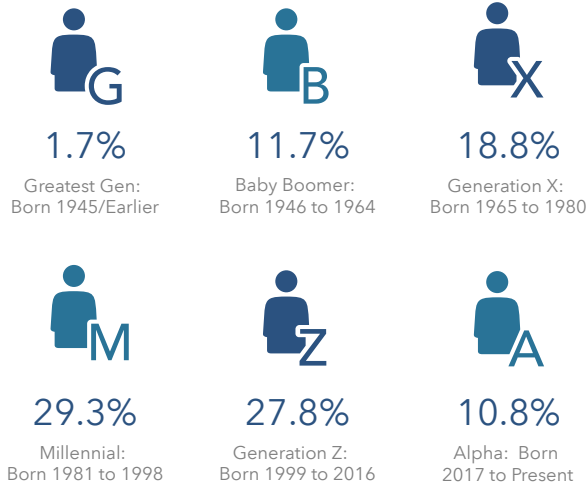 G
B
X
1.7%
11.7%
18.8%
Greatest Gen:
Born 1945/Earlier
Baby Boomer:
Born 1946 to 1964
Generation X:
Born 1965 to 1980
M
Z
A
29.3%
27.8%
10.8%
Millennial:
Born 1981 to 1998
Generation Z:
Born 1999 to 2016
Alpha:  Born
2017 to Present